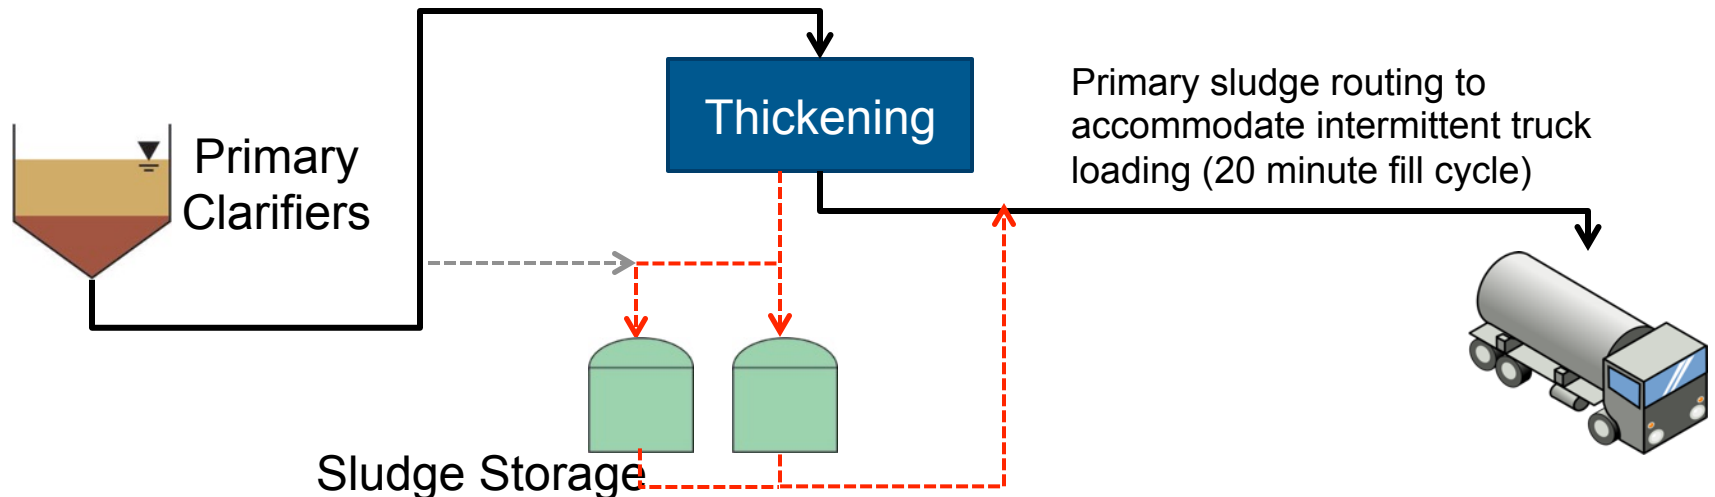 Thickening
Primary sludge routing to
accommodate intermittent truck
loading (20 minute fill cycle)
Primary
Clarifiers
Sludge Storage